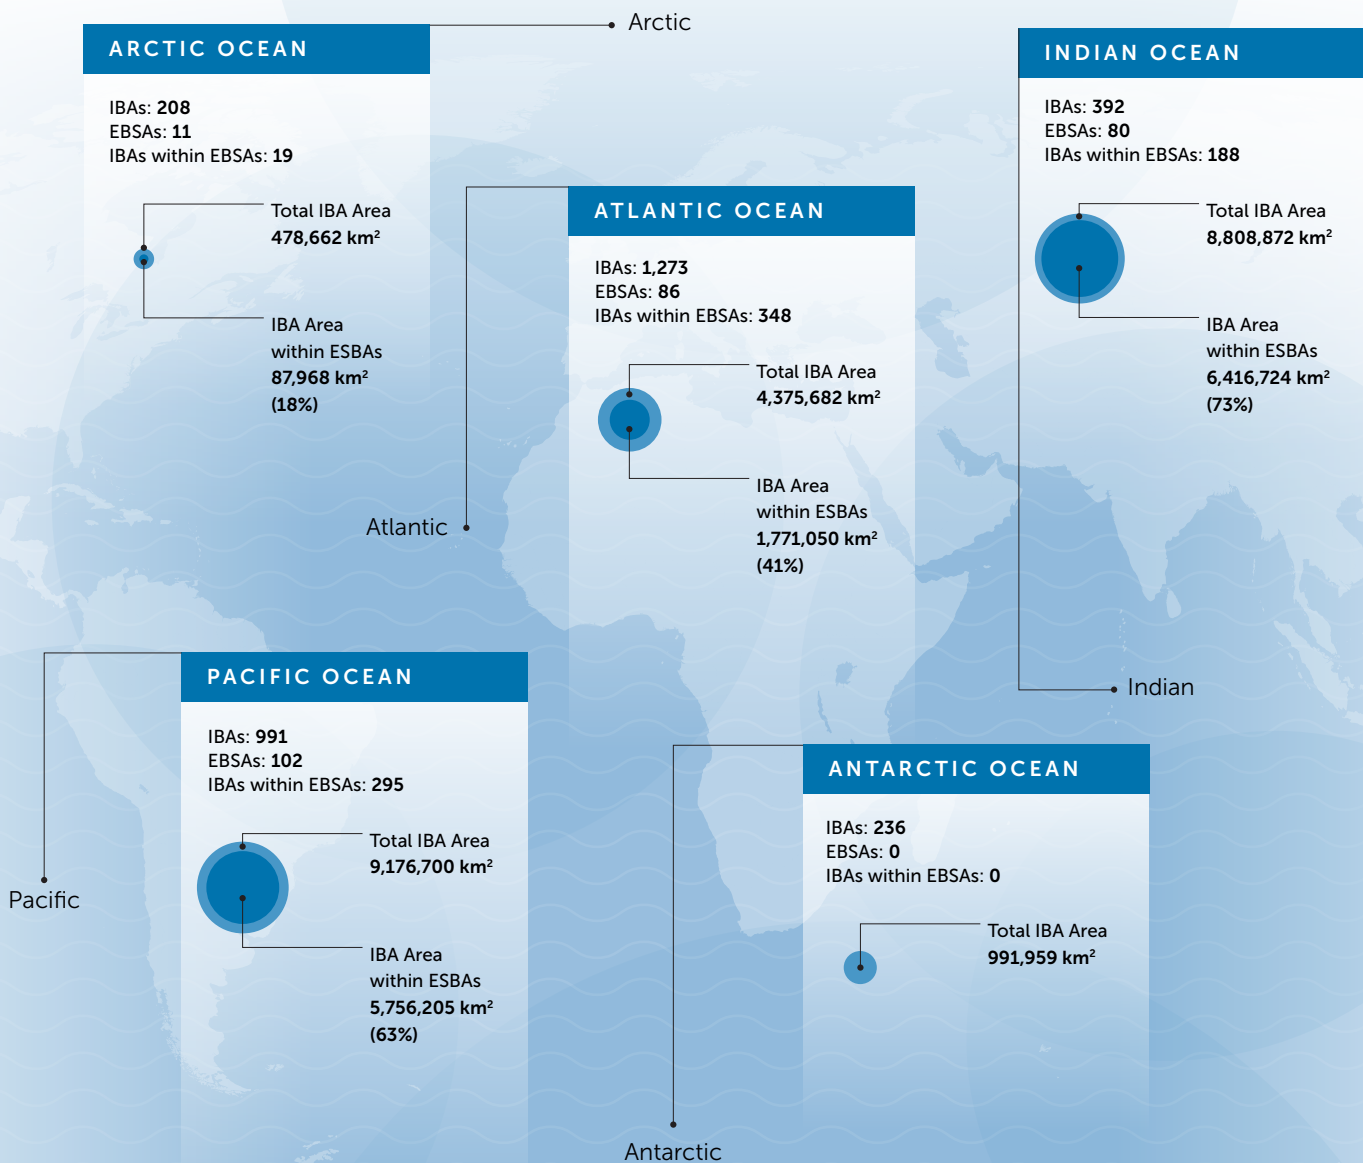 Arctic
ARCTIC OCEAN
IBAs: 208
EBSAs: 11
IBAs within EBSAs: 19
Total IBA Area
478,662 km²
IBA Area
within ESBAs
87,968 km²
(18%)
INDIAN OCEAN
IBAs: 392
EBSAs: 80
IBAs within EBSAs: 188
Total IBA Area
8,808,872 km²
IBA Area
within ESBAs
6,416,724 km²
(73%)
Indian
ATLANTIC OCEAN
IBAs: 1,273
EBSAs: 86
IBAs within EBSAs: 348
Total IBA Area
4,375,682 km²
IBA Area
within ESBAs
1,771,050 km²
(41%)
Atlantic
PACIFIC OCEAN
IBAs: 991
EBSAs: 102
IBAs within EBSAs: 295
Total IBA Area
9,176,700 km²
IBA Area
within ESBAs
5,756,205 km²
(63%)
Pacific
ANTARCTIC OCEAN
IBAs: 236
EBSAs: 0
IBAs within EBSAs: 0
Total IBA Area
991,959 km²
Antarctic